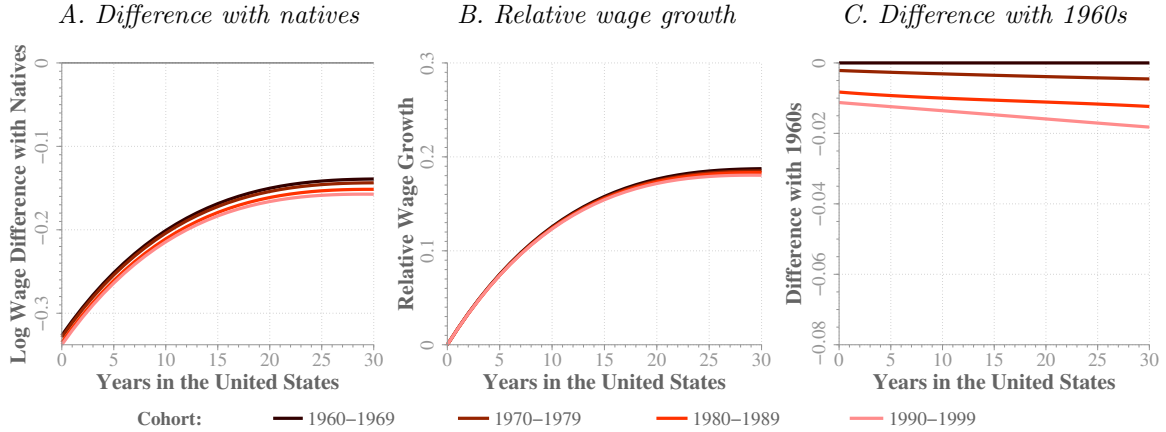 A. Difference with natives
B. Relative wage growth
C. Difference with 1960s
Log Wage Difference with Natives
0
−0.1
−0.2
−0.3
0 5 10 15 20 25 30
Years in the United States
Relative Wage Growth
0.3
0.2
0.1
0
0 5 10 15 20 25 30
Years in the United States
Difference with 1960s
0
−0.02
−0.04
−0.06
−0.08
0 5 10 15 20 25 30
Years in the United States
Cohort: 1960–1969 1970–1979 1980–1989 1990–1999